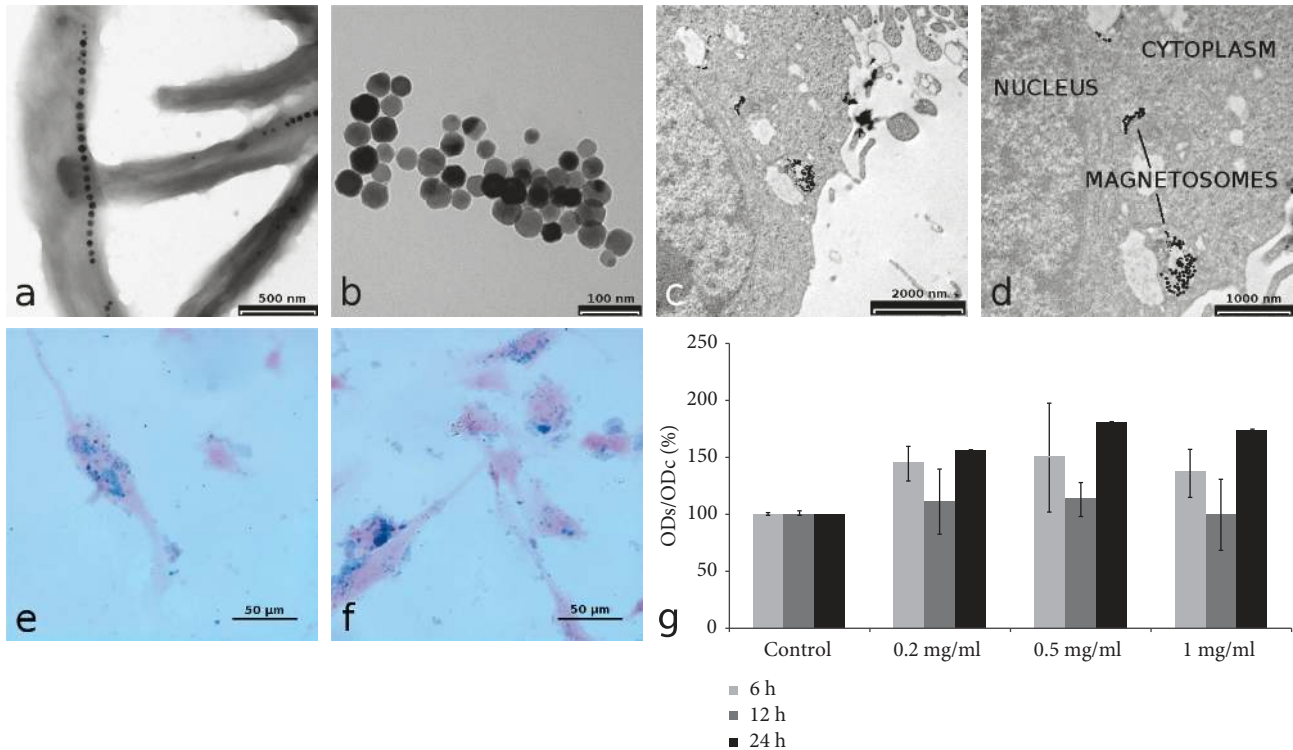 a
500 nm
b
100 nm
c
2000 nm
CYTOPLASM
NUCLEUS
MAGNETOSOMES
d
1000 nm
e
50 µm
f
50 µm
g
ODs/ODc (%)
250
200
150
100
50
0
Control
0.2 mg/ml
0.5 mg/ml
1 mg/ml
6 h
12 h
24 h